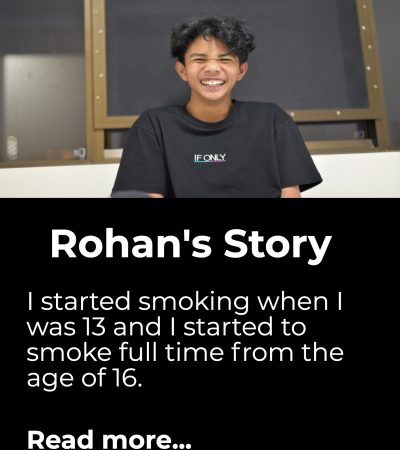 IF ONLY
Rohan's Story
I started smoking when I
was 13 and I started to
smoke full time from the
age of 16.
Read more...